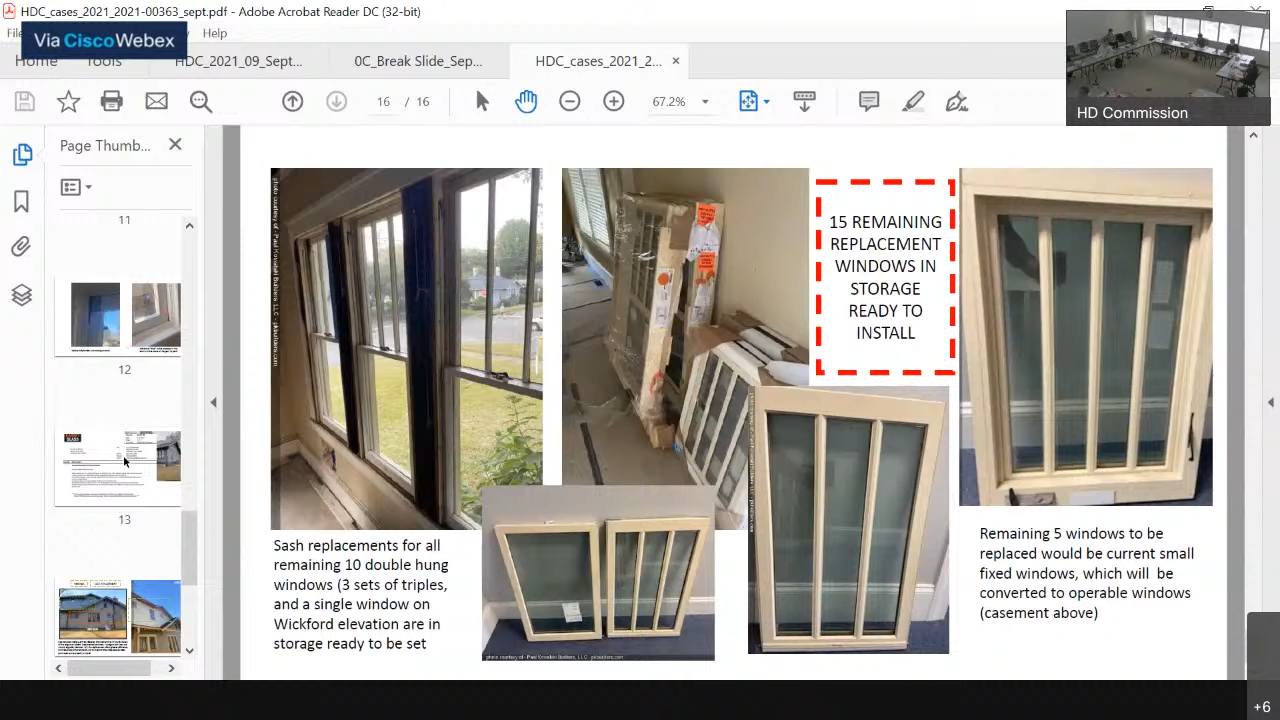 HDC_cases_2021_2021-00363_sept.pdf - Adobe Acrobat Reader DC (32-bit)
Help
Via Cisco Webex
Home
Tools
HDC_2021_09_Sept...
0C_Break Slide_Sep...
HDC_cases_2021_2...
16 / 16
67.2%
HD Commission
Page Thumb...
11
12
13
15 REMAINING
REPLACEMENT
WINDOWS IN
STORAGE
READY TO
INSTALL
Sash replacements for all
remaining 10 double hung
windows (3 sets of triples,
and a single window on
Wickford elevation are in
storage ready to be set
Remaining 5 windows to be
replaced would be current small
fixed windows, which will be
converted to operable windows
(casement above)
+6